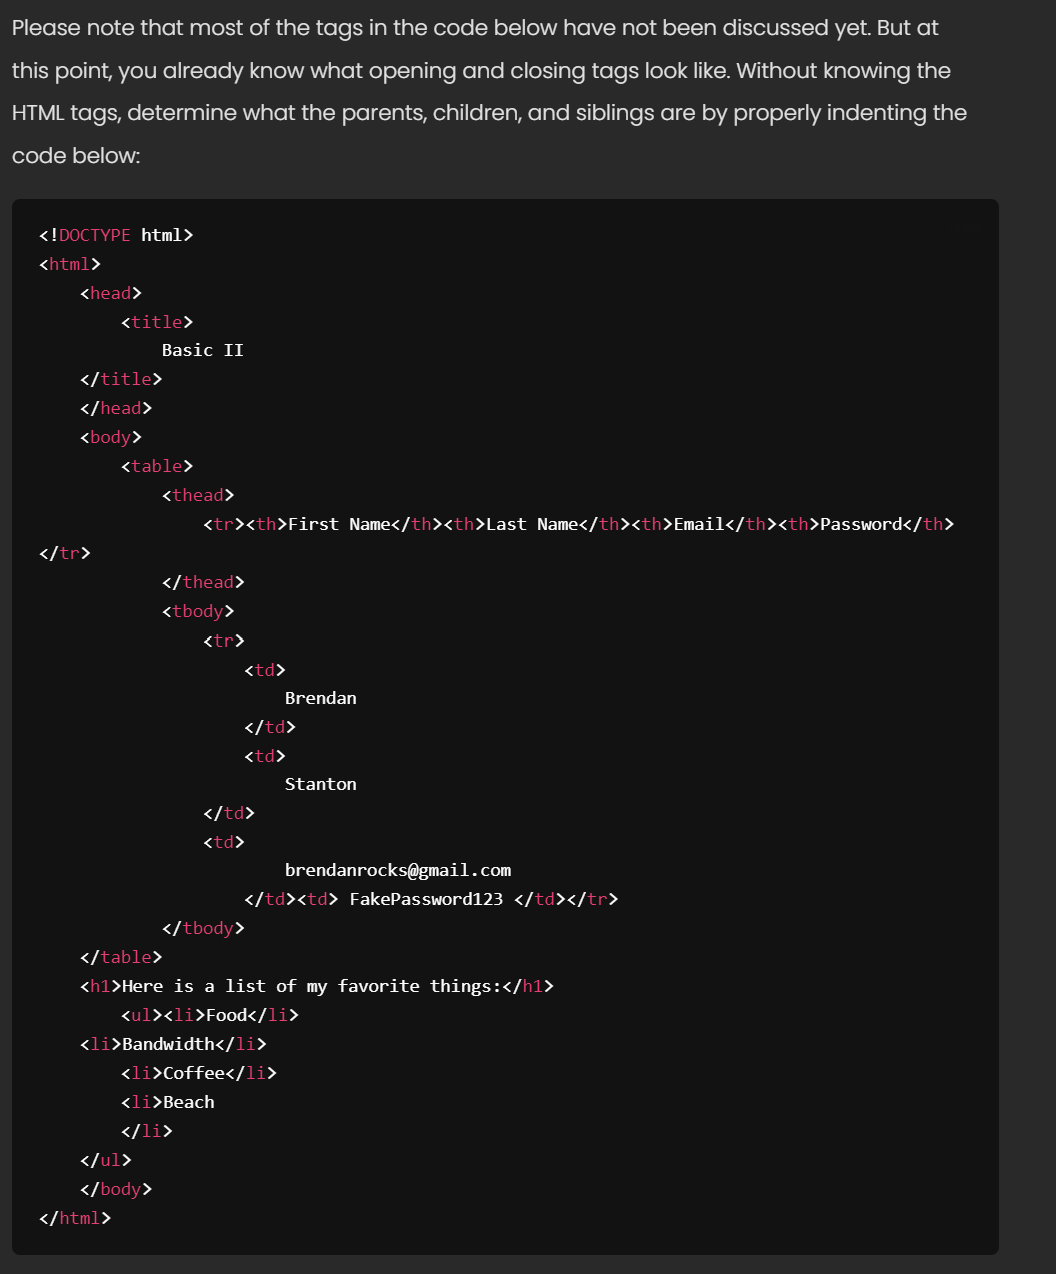 Please note that most of the tags in the code below have not been discussed yet. But at
this point, you already know what opening and closing tags look like. Without knowing the
HTML tags, determine what the parents, children, and siblings are by properly indenting the
code below:
<!DOCTYPE html>
<html>
    <head>
        <title>
            Basic II
    </title>
    </head>
    <body>
        <table>
            <thead>
                <tr><th>First Name</th><th>Last Name</th><th>Email</th><th>Password</th>
</tr>
            </thead>
            <tbody>
                <tr>
                    <td>
                        Brendan
                    </td>
                    <td>
                        Stanton
                </td>
                <td>
                        brendanrocks@gmail.com
                    </td><td> FakePassword123 </td></tr>
            </tbody>
    </table>
    <h1>Here is a list of my favorite things:</h1>
        <ul><li>Food</li>
    <li>Bandwidth</li>
        <li>Coffee</li>
        <li>Beach
        </li>
    </ul>
    </body>
</html>